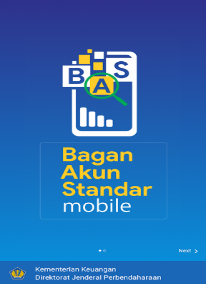 B A S
Bagan
Akun
Standar
mobile
Next
Kementerian Keuangan
Direktorat Jenderal Perbendaharaan